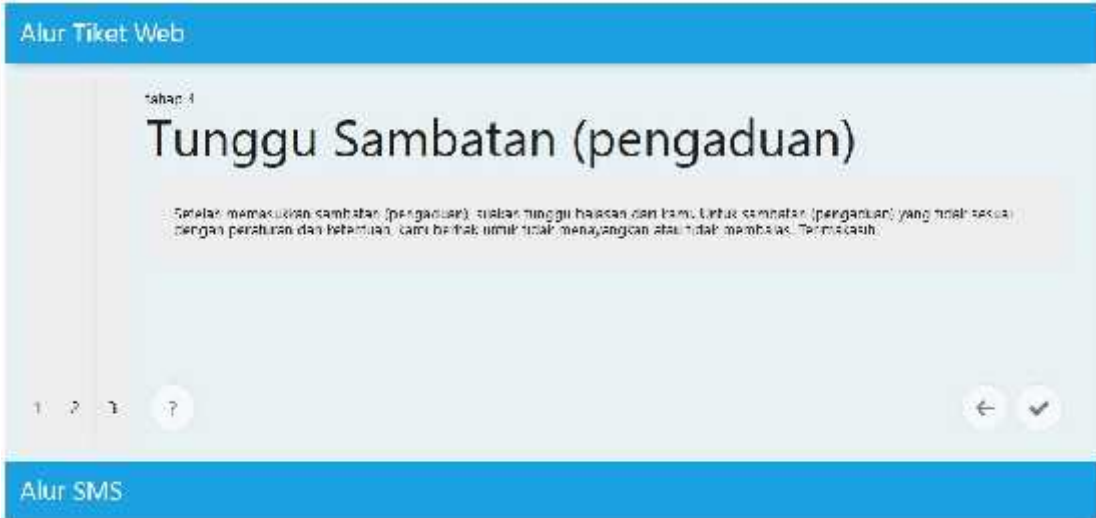 Alur Tiket Web
tahap 4
Tunggu Sambatan (pengaduan)
Setelah memasukkan sambatan (pengaduan), silakan tunggu balasan dari kami. Untuk sambatan (pengaduan) yang tidak sesuai
dengan peraturan dan ketentuan, kami berhak untuk tidak menayangkan atau tidak membalas. Terimakasih
1 2 3 ?
Alur SMS